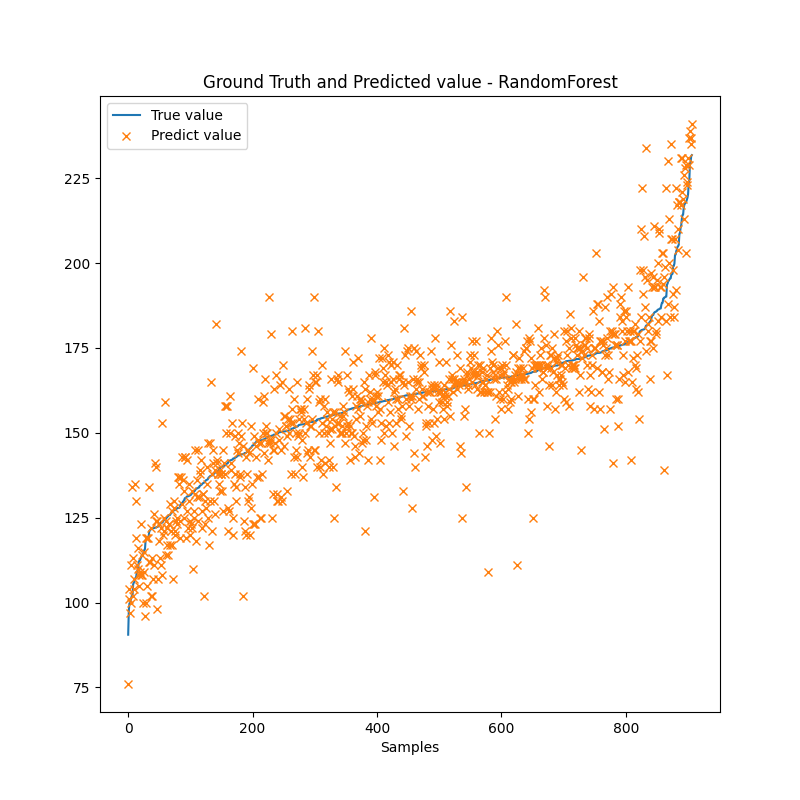 Ground Truth and Predicted value - RandomForest
True value
Predict value
225
200
175
150
125
100
75
0 200 400 600 800
Samples